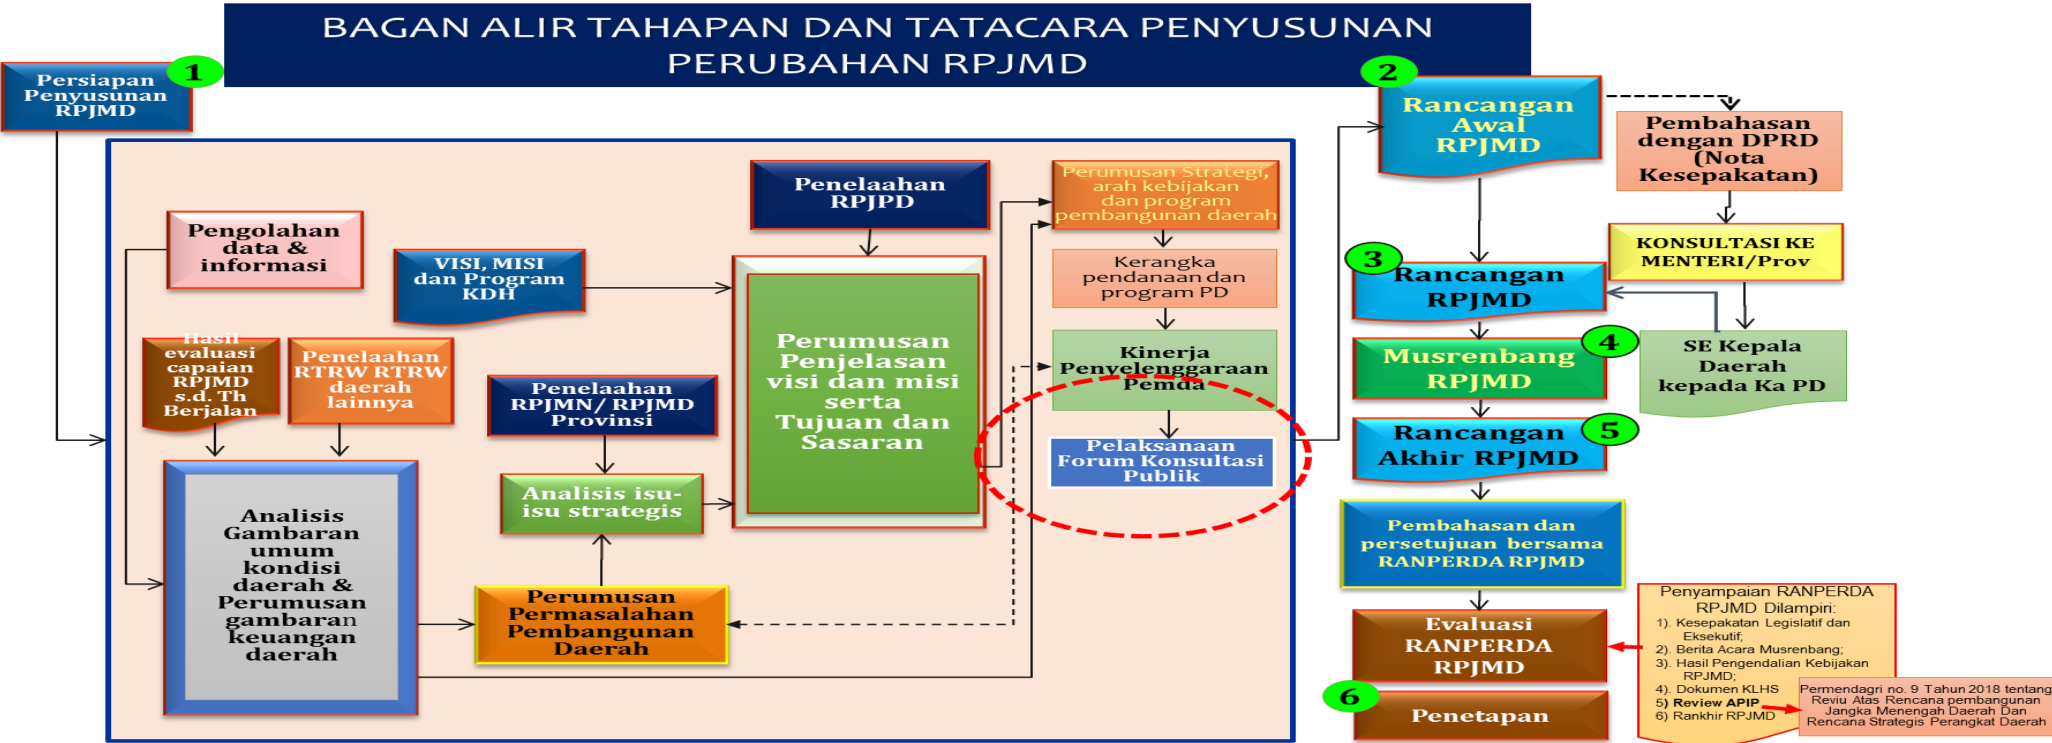 BAGAN ALIR TAHAPAN DAN TATACARA PENYUSUNAN
PERUBAHAN RPJMD
1
Persiapan
Penyusunan
RPJMD
Pengolahan
data &
informasi
Hasil
evaluasi
capaian
RPJMD
s.d. Th
Berjalan
Penelaahan
RTRW RTRW
daerah
lainnya
VISI, MISI
dan Program
KDH
Penelaahan
RPJMN/ RPJMD
Provinsi
Analisis isu-
isu strategis
Analisis
Gambaran
umum
kondisi
daerah &
Perumusan
gambaran
keuangan
daerah
Perumusan
Permasalahan
Pembangunan
Daerah
Penelaahan
RPJPD
Perumusan
Penjelasan
visi dan misi
serta
Tujuan dan
Sasaran
Perumusan Strategi,
arah kebijakan
dan program
pembangunan daerah
Kerangka
pendanaan dan
program PD
Kinerja
Penyelenggaraan
Pemda
Pelaksanaan
Forum Konsultasi
Publik
2
Rancangan
Awal
RPJMD
Pembahasan
dengan DPRD
(Nota
Kesepakatan)
KONSULTASI KE
MENTERI/Prov
SE Kepala
Daerah
kepada Ka PD
3
Rancangan
RPJMD
4
Musrenbang
RPJMD
5
Rancangan
Akhir RPJMD
Pembahasan dan
persetujuan bersama
RANPERDA RPJMD
Evaluasi
RANPERDA
RPJMD
6
Penetapan
Penyampaian RANPERDA
RPJMD Dilampiri:
1). Kesepakatan Legislatif dan
Eksekutif;
2). Berita Acara Musrenbang;
3). Hasil Pengendalian Kebijakan
RPJMD;
4). Dokumen KLHS
5) Review APIP
6) Rankhir RPJMD
Permendagri no. 9 Tahun 2018 tentang
Reviu Atas Rencana pembangunan
Jangka Menengah Daerah Dan
Rencana Strategis Perangkat Daerah